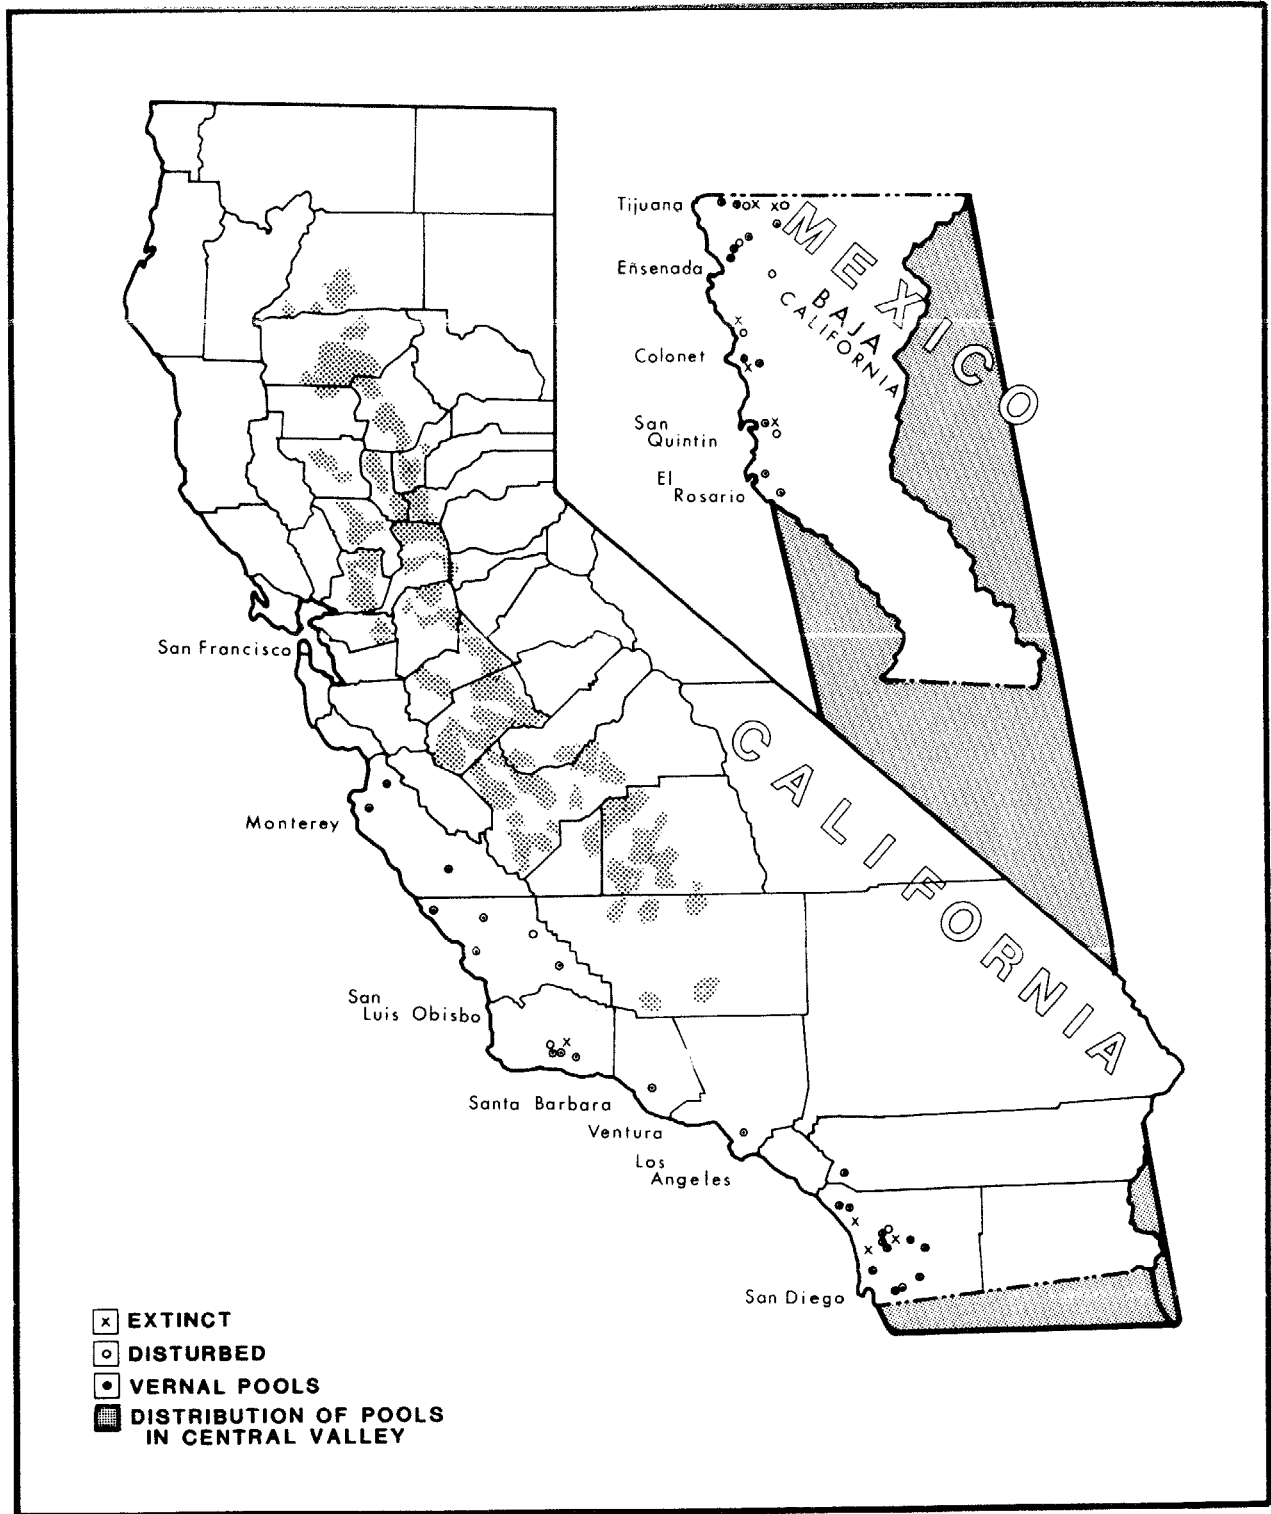 Tijuana
Eñsenada
Colonet
San
Quintin
El
Rosario
MEXICO
BAJA
CALIFORNIA
San Francisco
Monterey
CALIFORNIA
San
Luis Obisbo
Santa Barbara
Ventura
Los
Angeles
San Diego
x EXTINCT
DISTURBED
VERNAL POOLS
DISTRIBUTION OF POOLS
IN CENTRAL VALLEY